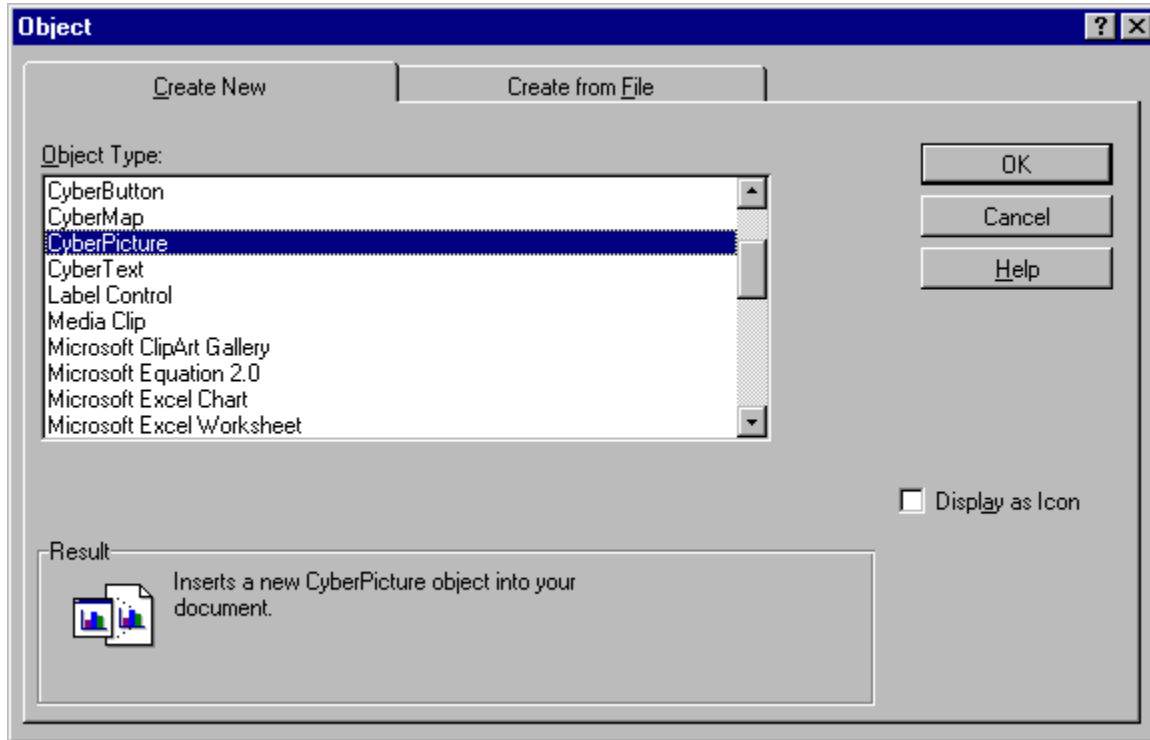 Object
Create New
Create from File
Object Type:
CyberButton
CyberMap
CyberPicture
CyberText
Label Control
Media Clip
Microsoft ClipArt Gallery
Microsoft Equation 2.0
Microsoft Excel Chart
Microsoft Excel Worksheet
OK
Cancel
Help
Display as Icon
Result
Inserts a new CyberPicture object into your
document.